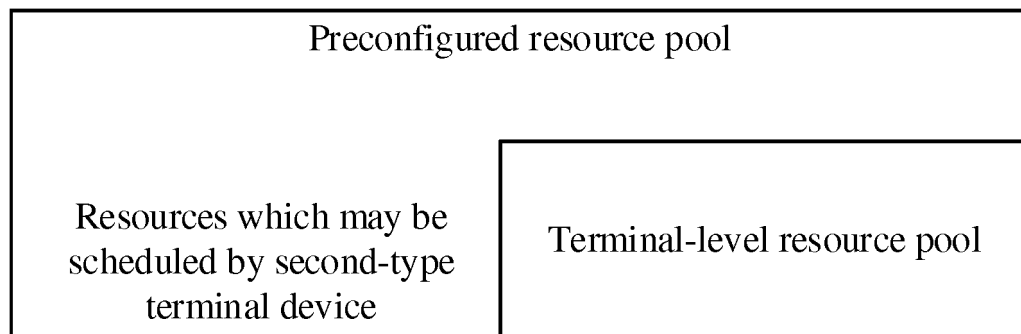 Preconfigured resource pool
Resources which may be
scheduled by second-type
terminal device
Terminal-level resource pool